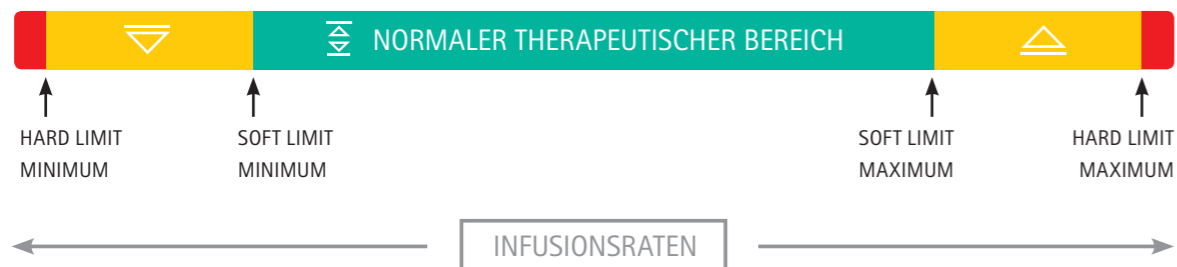 NORMALER THERAPEUTISCHER BEREICH
HARD LIMIT
MINIMUM
SOFT LIMIT
MINIMUM
SOFT LIMIT
MAXIMUM
HARD LIMIT
MAXIMUM
INFUSIONSRATEN